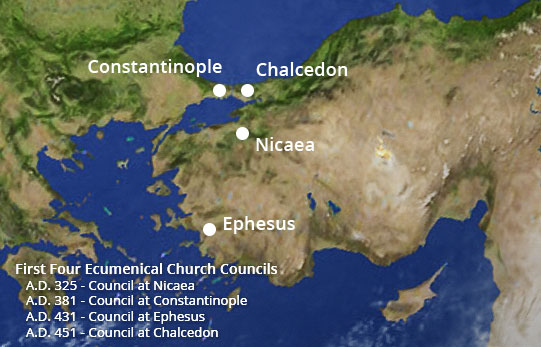 Constantinople
Chalcedon
Nicaea
Ephesus
First Four Ecumenical Church Councils
A.D. 325 - Council at Nicaea
A.D. 381 - Council at Constantinople
A.D. 431 - Council at Ephesus
A.D. 451 - Council at Chalcedon